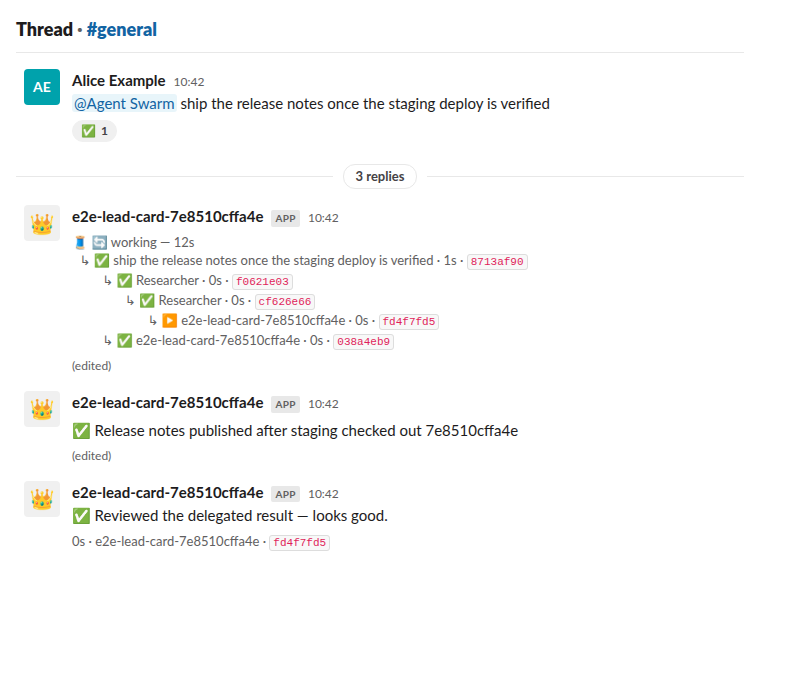 Thread • #general
AE
Alice Example 10:42
@Agent Swarm ship the release notes once the staging deploy is verified
✅ 1
3 replies
e2e-lead-card-7e8510cffa4e APP 10:42
🧵 🔄 working — 12s
↳ ✅ ship the release notes once the staging deploy is verified · 1s · 8713af90
↳ ✅ Researcher · 0s · f0621e03
↳ ✅ Researcher · 0s · cf626e66
↳ ▶️ e2e-lead-card-7e8510cffa4e · 0s · fd4f7fd5
↳ ✅ e2e-lead-card-7e8510cffa4e · 0s · 038a4eb9
(edited)
e2e-lead-card-7e8510cffa4e APP 10:42
✅ Release notes published after staging checked out 7e8510cffa4e
(edited)
e2e-lead-card-7e8510cffa4e APP 10:42
✅ Reviewed the delegated result — looks good.
0s · e2e-lead-card-7e8510cffa4e · fd4f7fd5